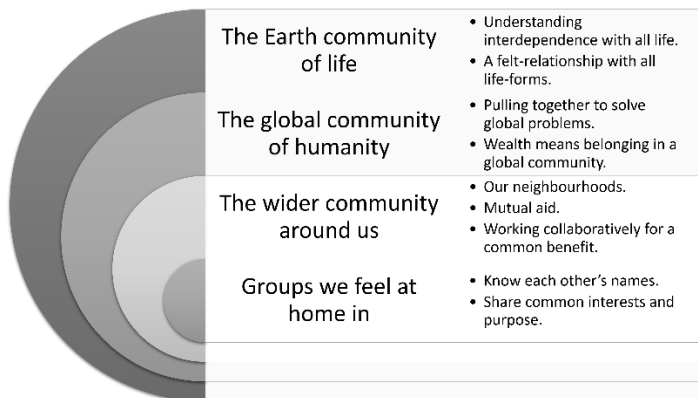 The Earth community
of life
• Understanding
interdependence with all life.
• A felt-relationship with all
life-forms.
The global community
of humanity
• Pulling together to solve
global problems.
• Wealth means belonging in a
global community.
The wider community
around us
• Our neighbourhoods.
• Mutual aid.
• Working collaboratively for a
common benefit.
Groups we feel at
home in
• Know each other's names.
• Share common interests and
purpose.